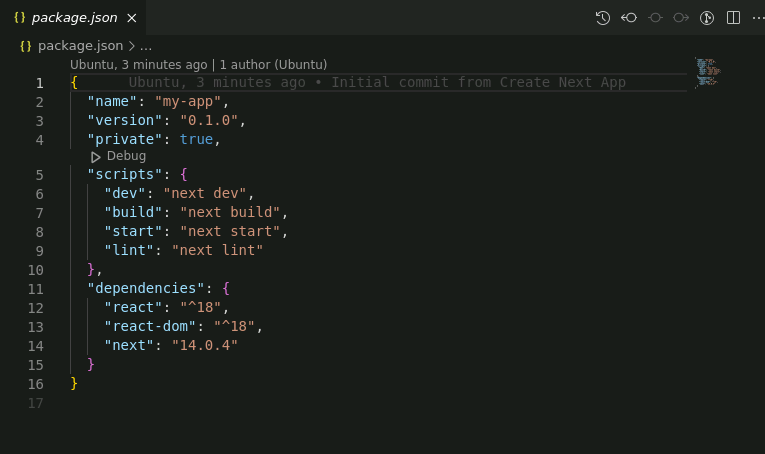 {} package.json
{} package.json > ...
Ubuntu, 3 minutes ago | 1 author (Ubuntu)
1 { Ubuntu, 3 minutes ago • Initial commit from Create Next App
2 "name": "my-app",
3 "version": "0.1.0",
4 "private": true,
Debug
5 "scripts": {
6 "dev": "next dev",
7 "build": "next build",
8 "start": "next start",
9 "lint": "next lint"
10 },
11 "dependencies": {
12 "react": "^18",
13 "react-dom": "^18",
14 "next": "14.0.4"
15 }
16 }
17